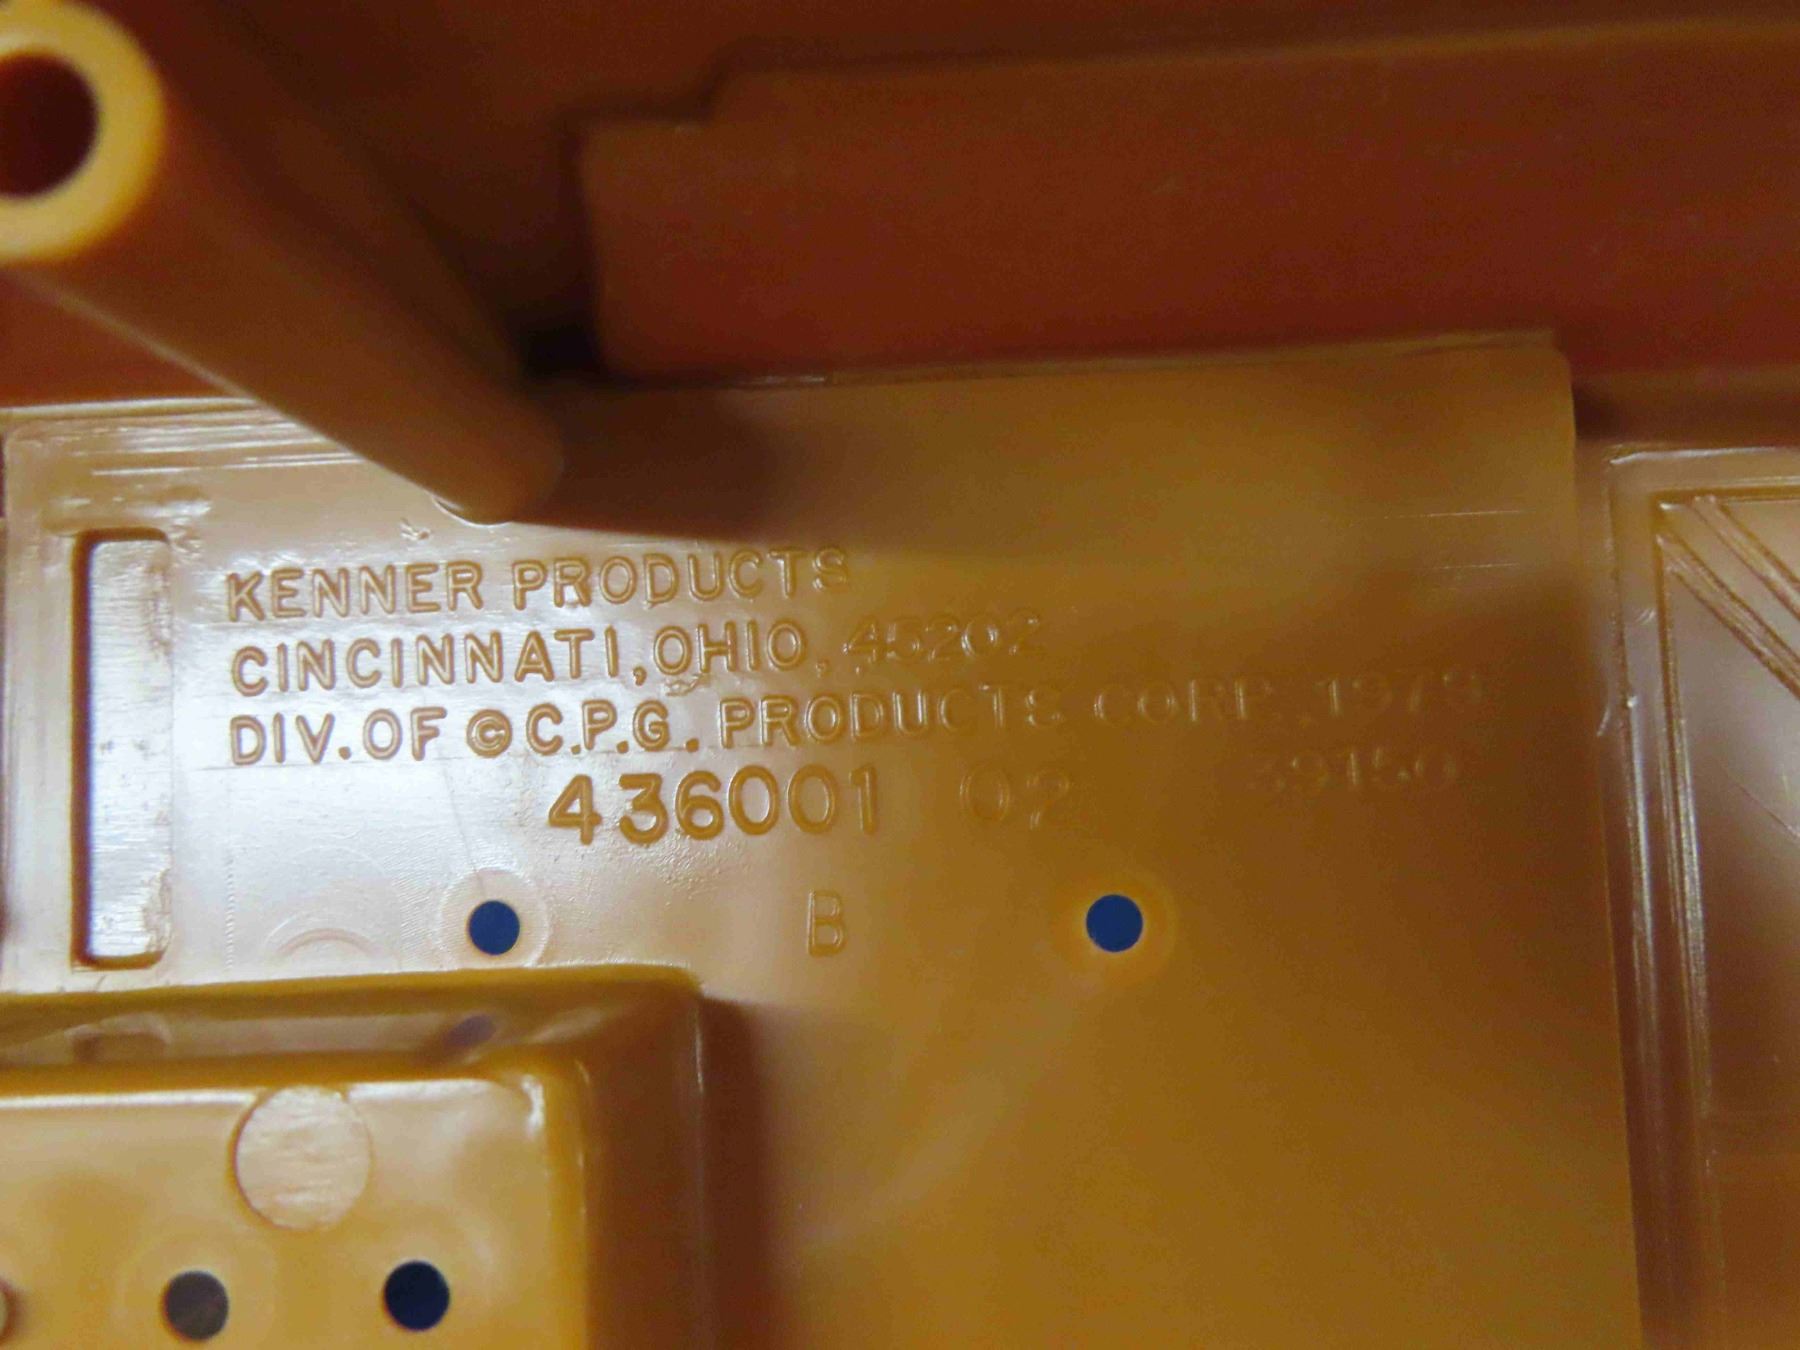 KENNER PRODUCTS
CINCINNATI, OHIO, 45202
DIV. OF © C.P.G. PRODUCTS CORP. 1979
436001 02 39150
B